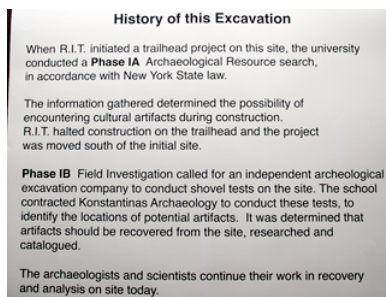 History of this Excavation
When R.I.T. initiated a trailhead project on this site, the university
conducted a Phase IA Archaeological Resource search,
in accordance with New York State law.
The information gathered determined the possibility of
encountering cultural artifacts during construction.
R.I.T. halted construction on the trailhead and the project
was moved south of the initial site.
Phase IB Field Investigation called for an independent archeological
excavation company to conduct shovel tests on the site. The school
contracted Konstantinas Archaeology to conduct these tests, to
identify the locations of potential artifacts. It was determined that
artifacts should be recovered from the site, researched and
catalogued.
The archaeologists and scientists continue their work in recovery
and analysis on site today.